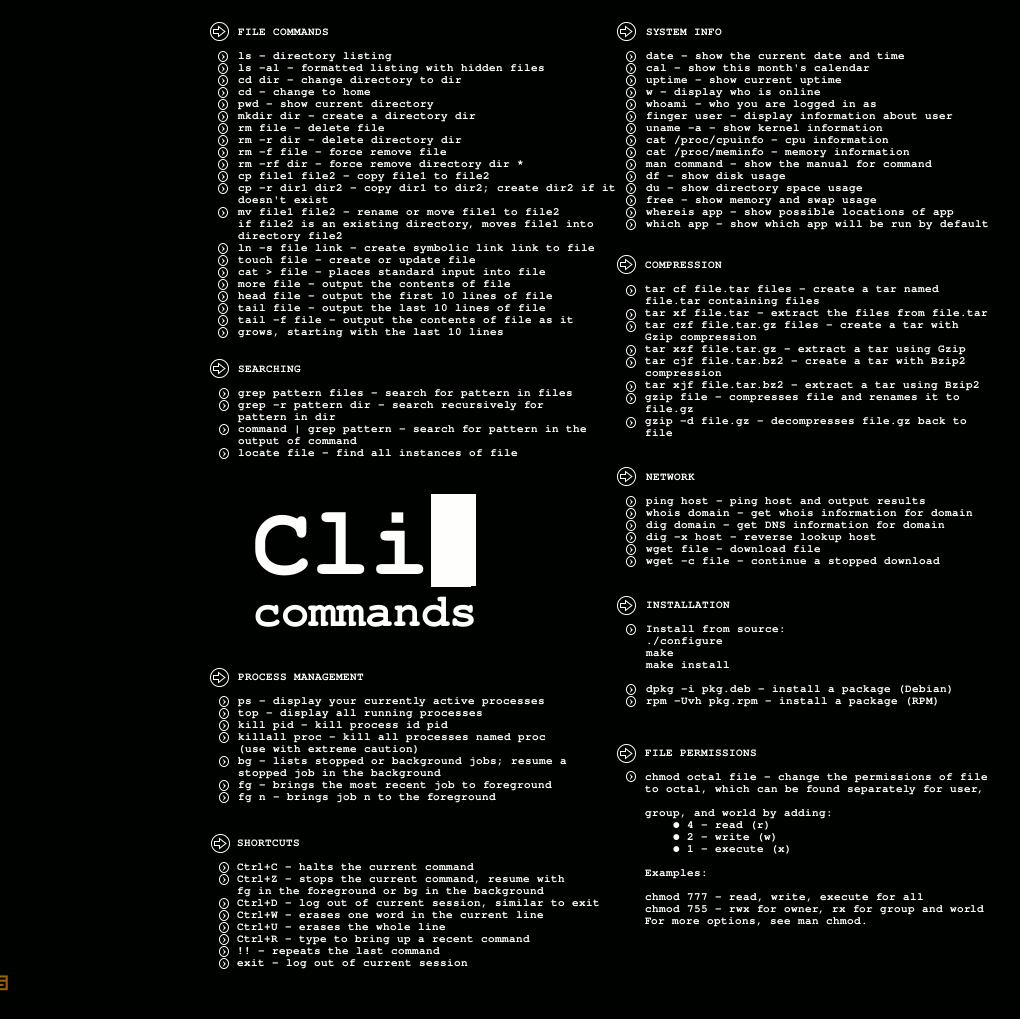 FILE COMMANDS
ls - directory listing
ls -al - formatted listing with hidden files
cd dir - change directory to dir
cd - change to home
pwd - show current directory
mkdir dir - create a directory dir
rm file - delete file
rm -r dir - delete directory dir
rm -f file - force remove file
rm -rf dir - force remove directory dir *
cp file1 file2 - copy file1 to file2
cp -r dir1 dir2 - copy dir1 to dir2; create dir2 if it
doesn't exist
mv file1 file2 - rename or move file1 to file2
if file2 is an existing directory, moves file1 into
directory file2
ln -s file link - create symbolic link link to file
touch file - create or update file
cat > file - places standard input into file
more file - output the contents of file
head file - output the first 10 lines of file
tail file - output the last 10 lines of file
tail -f file - output the contents of file as it
grows, starting with the last 10 lines
SEARCHING
grep pattern files - search for pattern in files
grep -r pattern dir - search recursively for
pattern in dir
command | grep pattern - search for pattern in the
output of command
locate file - find all instances of file
Cli
commands
PROCESS MANAGEMENT
ps - display your currently active processes
top - display all running processes
kill pid - kill process id pid
killall proc - kill all processes named proc
(use with extreme caution)
bg - lists stopped or background jobs; resume a
stopped job in the background
fg - brings the most recent job to foreground
fg n - brings job n to the foreground
SHORTCUTS
Ctrl+C - halts the current command
Ctrl+Z - stops the current command, resume with
fg in the foreground or bg in the background
Ctrl+D - log out of current session, similar to exit
Ctrl+W - erases one word in the current line
Ctrl+U - erases the whole line
Ctrl+R - type to bring up a recent command
!! - repeats the last command
exit - log out of current session
SYSTEM INFO
date - show the current date and time
cal - show this month's calendar
uptime - show current uptime
w - display who is online
whoami - who you are logged in as
finger user - display information about user
uname -a - show kernel information
cat /proc/cpuinfo - cpu information
cat /proc/meminfo - memory information
man command - show the manual for command
df - show disk usage
du - show directory space usage
free - show memory and swap usage
whereis app - show possible locations of app
which app - show which app will be run by default
COMPRESSION
tar cf file.tar files - create a tar named
file.tar containing files
tar xf file.tar - extract the files from file.tar
tar czf file.tar.gz files - create a tar with
Gzip compression
tar xzf file.tar.gz - extract a tar using Gzip
tar cjf file.tar.bz2 - create a tar with Bzip2
compression
tar xjf file.tar.bz2 - extract a tar using Bzip2
gzip file - compresses file and renames it to
file.gz
gzip -d file.gz - decompresses file.gz back to
file
NETWORK
ping host - ping host and output results
whois domain - get whois information for domain
dig domain - get DNS information for domain
dig -x host - reverse lookup host
wget file - download file
wget -c file - continue a stopped download
INSTALLATION
Install from source:
./configure
make
make install
dpkg -i pkg.deb - install a package (Debian)
rpm -Uvh pkg.rpm - install a package (RPM)
FILE PERMISSIONS
chmod octal file - change the permissions of file
to octal, which can be found separately for user,
group, and world by adding:
● 4 - read (r)
● 2 - write (w)
● 1 - execute (x)
Examples:
chmod 777 - read, write, execute for all
chmod 755 - rwx for owner, rx for group and world
For more options, see man chmod.